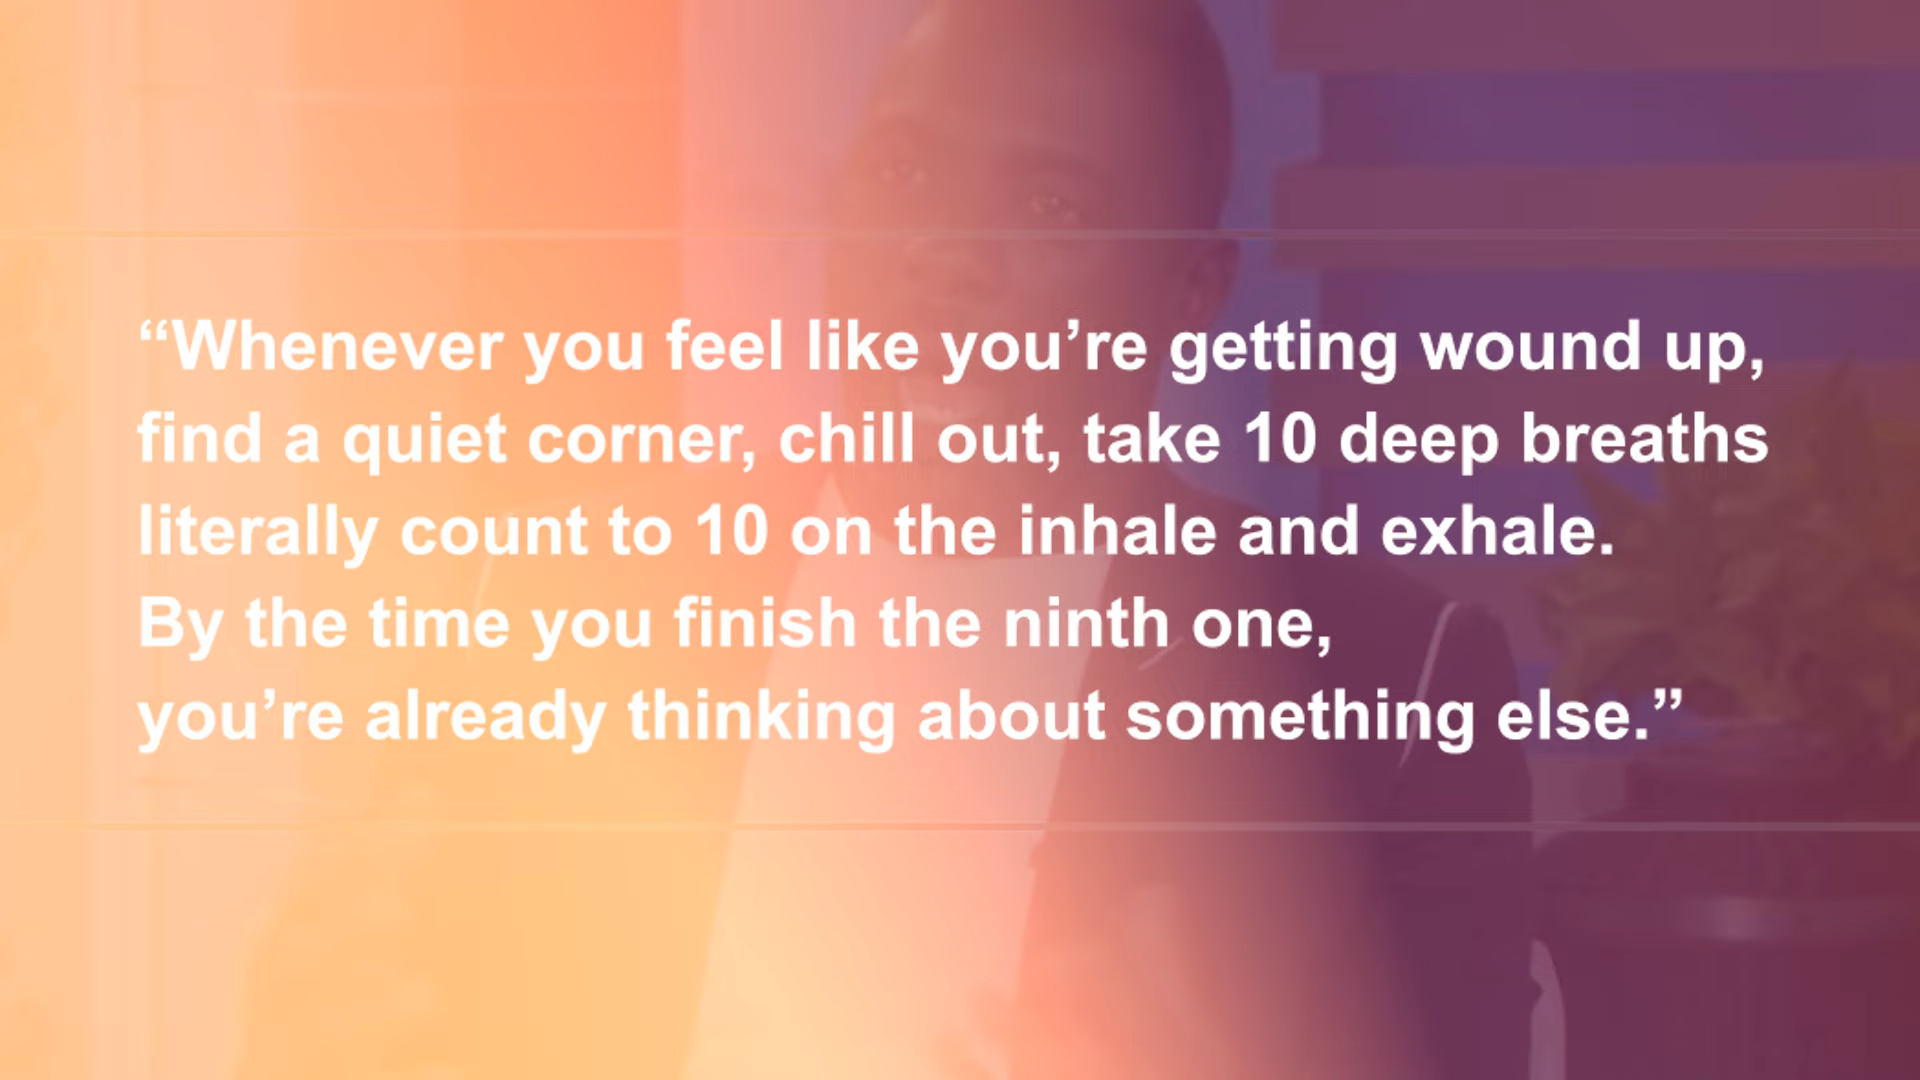 “Whenever you feel like you’re getting wound up,
find a quiet corner, chill out, take 10 deep breaths
literally count to 10 on the inhale and exhale.
By the time you finish the ninth one,
you’re already thinking about something else.”